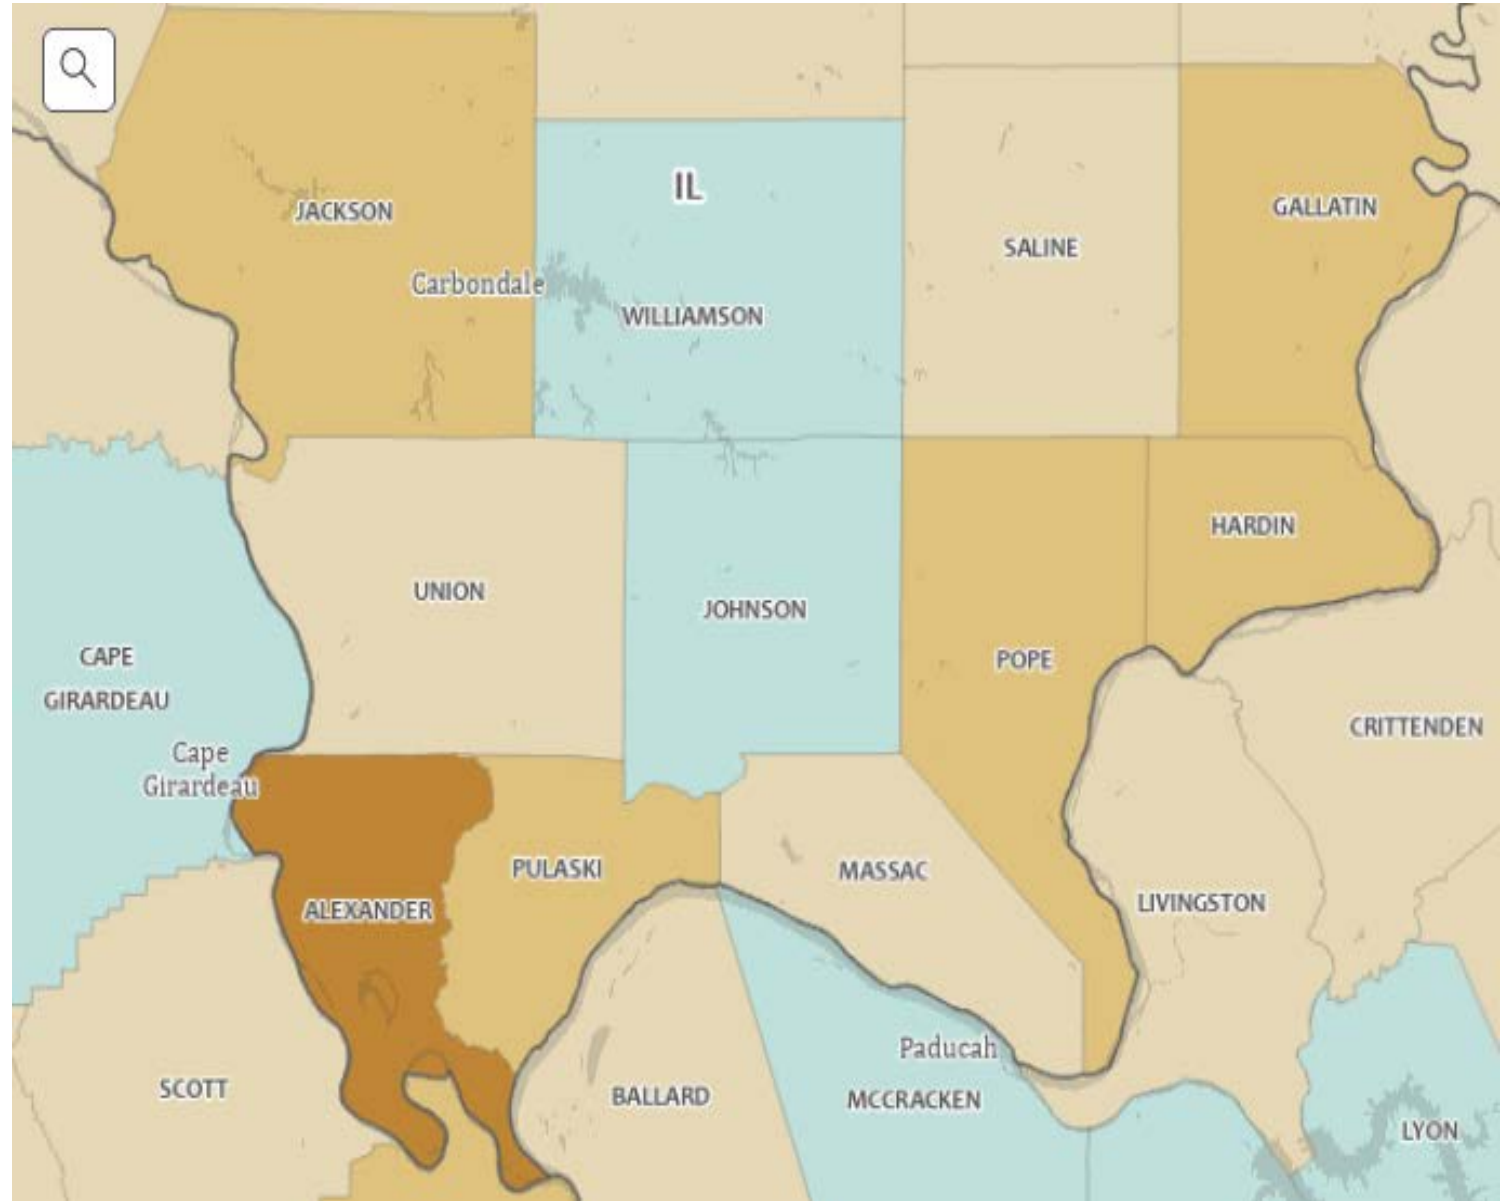 IL
JACKSON
GALLATIN
SALINE
Carbondale
WILLIAMSON
HARDIN
UNION
JOHNSON
CAPE
GIRARDEAU
POPE
CRITTENDEN
Cape
Girardeau
PULASKI
MASSAC
ALEXANDER
LIVINGSTON
Paducah
SCOTT
BALLARD
MCCRACKEN
LYON